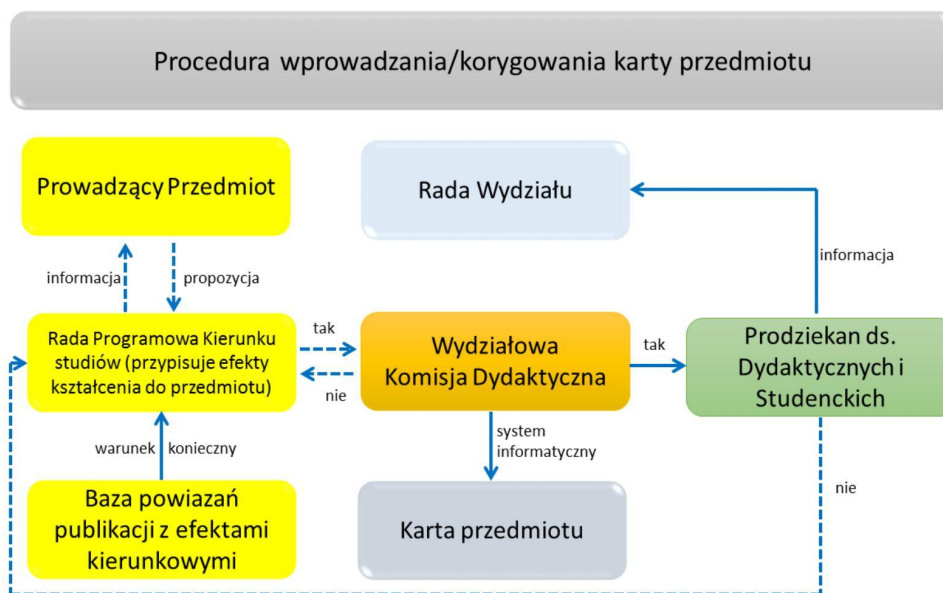 Procedura wprowadzania/korygowania karty przedmiotu
Prowadzący Przedmiot
Rada Wydziału
informacja
propozycja
informacja
Rada Programowa Kierunku
studiów (przypisuje efekty
kształcenia do przedmiotu)
tak
nie
Wydziałowa
Komisja Dydaktyczna
tak
Prodziekan ds.
Dydaktycznych i
Studenckich
warunek
konieczny
system
informatyczny
nie
Baza powiazań
publikacji z efektami
kierunkowymi
Karta przedmiotu